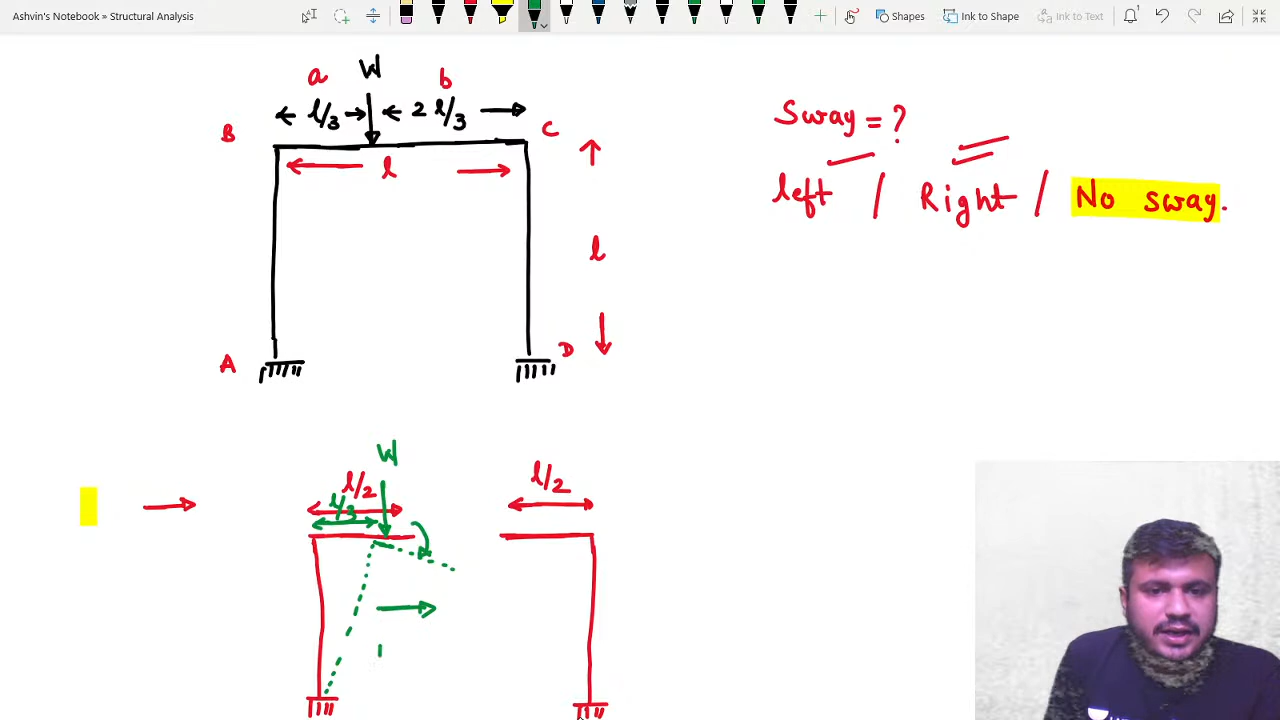 Ashvin's Notebook » Structural Analysis
Shapes
Ink to Shape
Ink to Text
a W b
l/3 2 l/3
B C
l
l
A D
Sway = ?
left / Right / No sway.
W
l/2 l/2
l/3